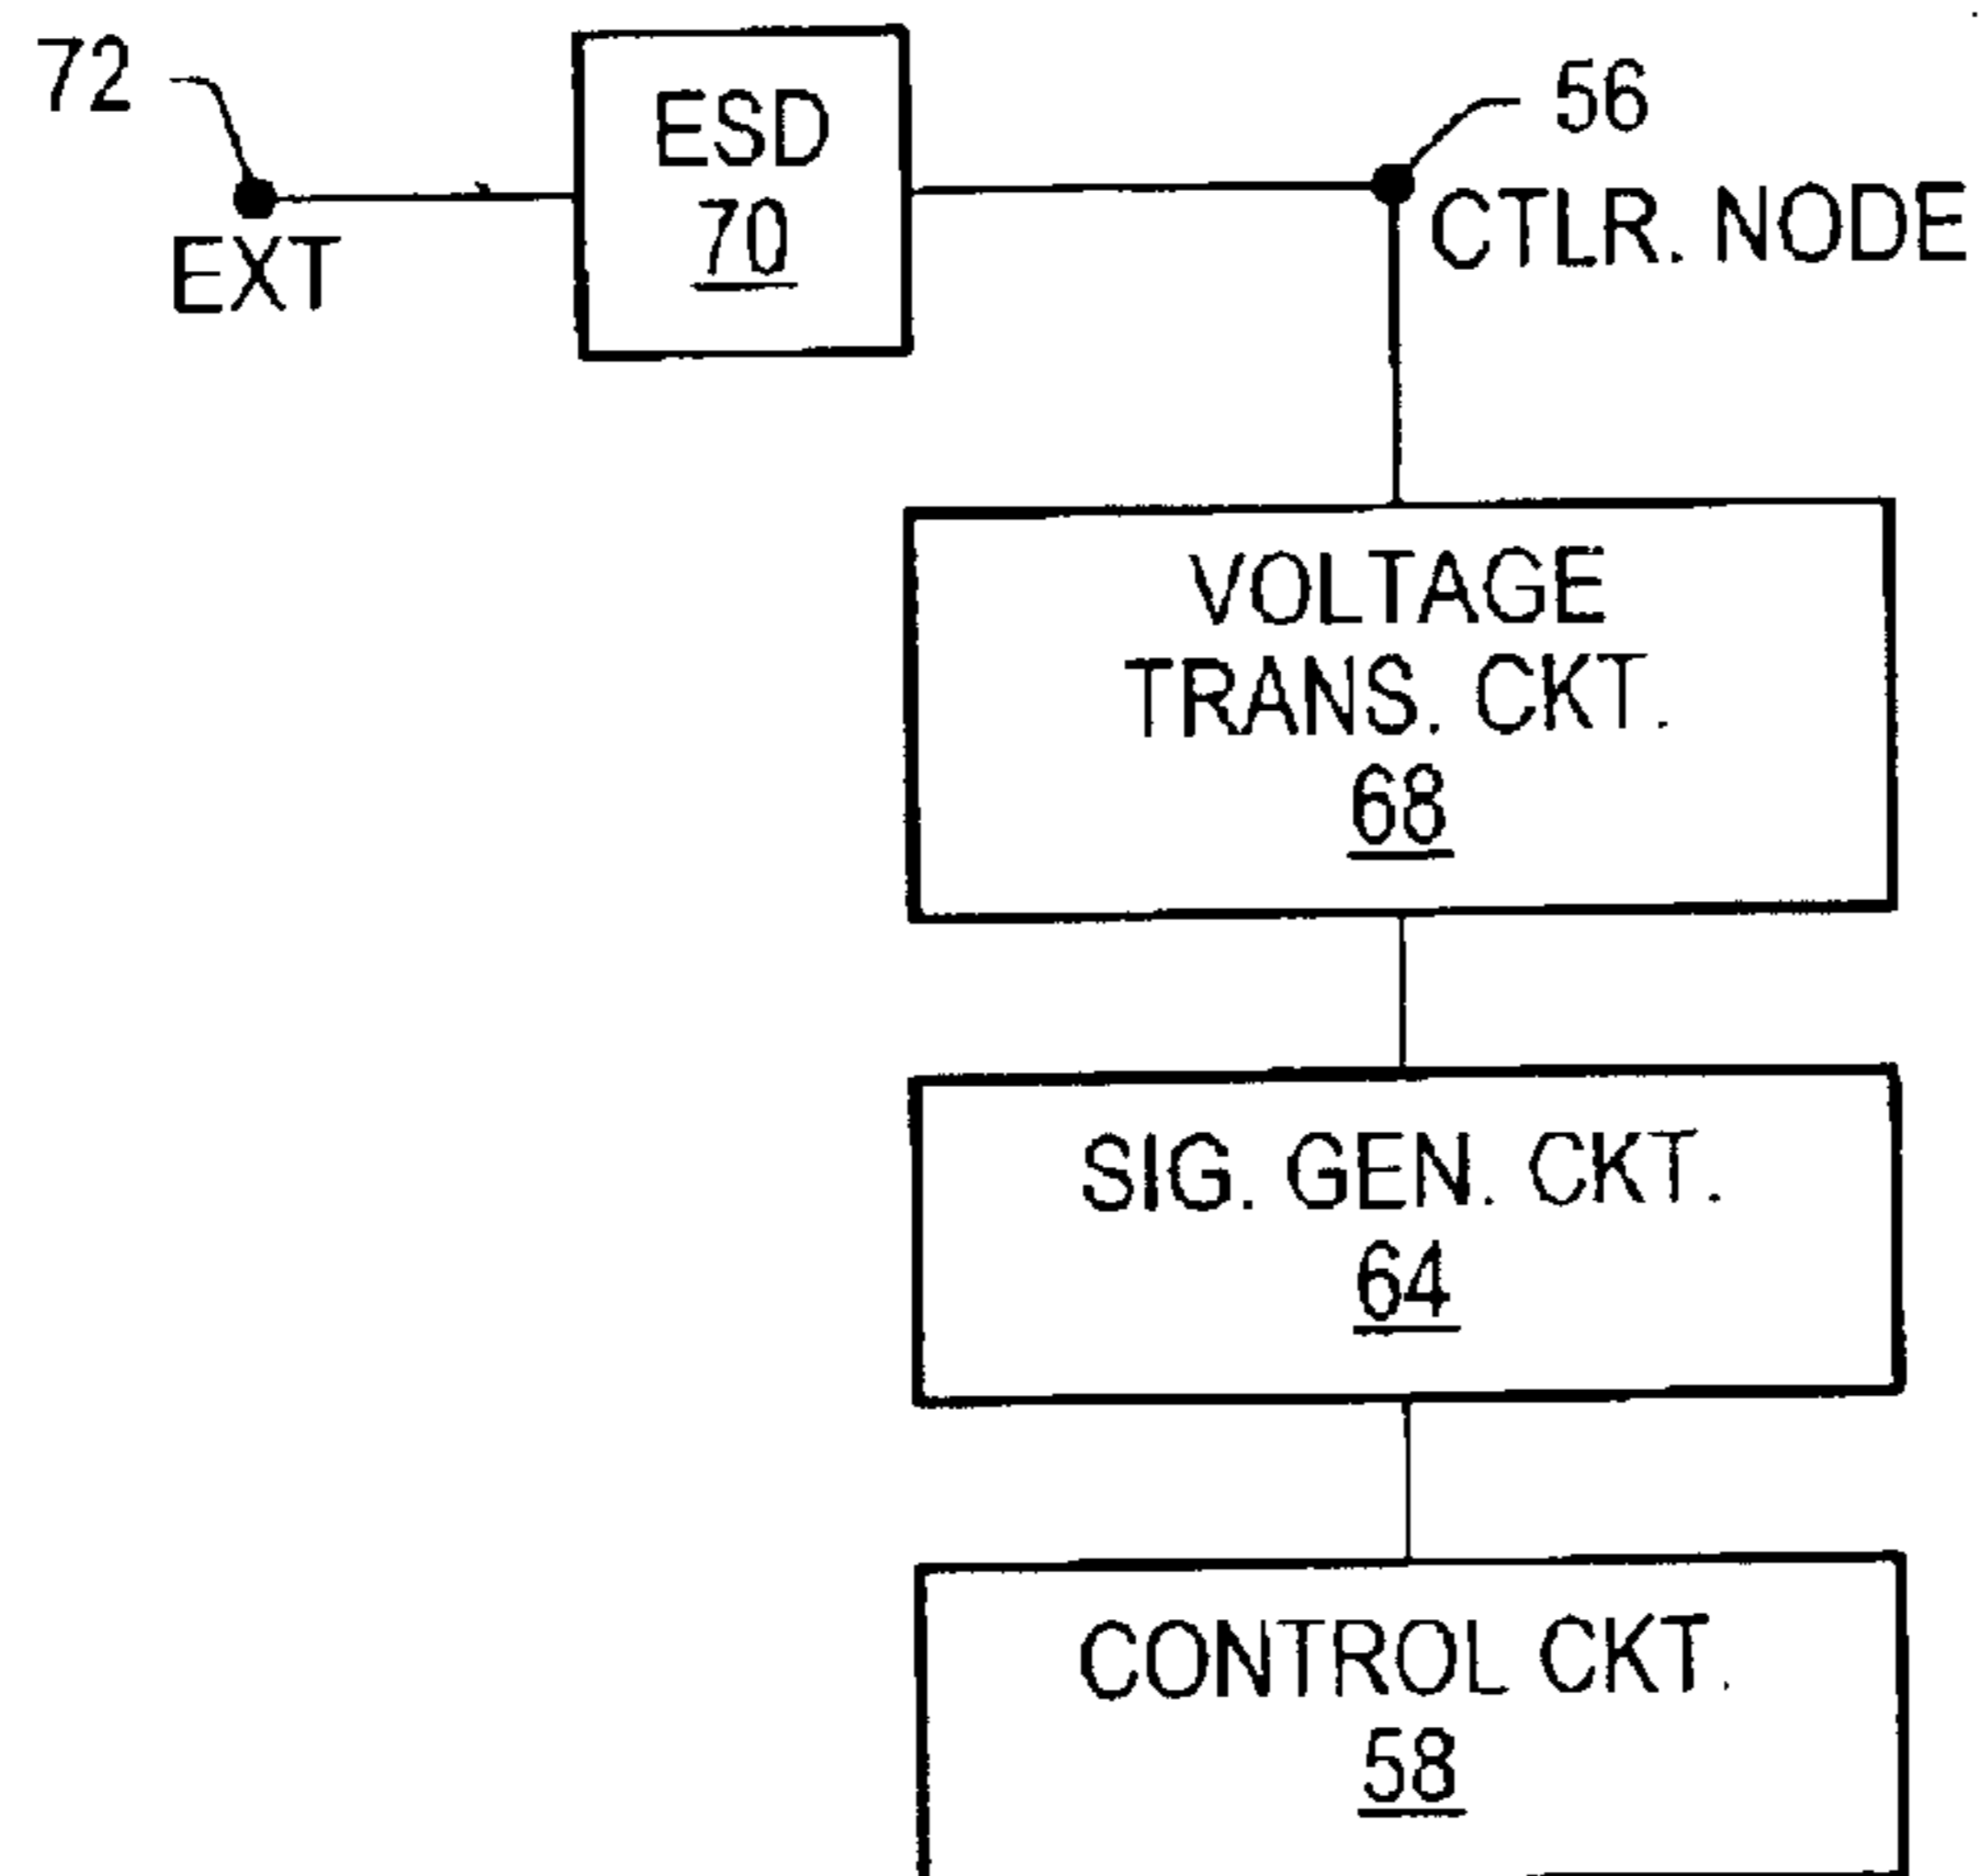 72
EXT
ESD
70
56
CTLR. NODE
VOLTAGE
TRANS. CKT.
68
SIG. GEN. CKT.
64
CONTROL CKT.
58